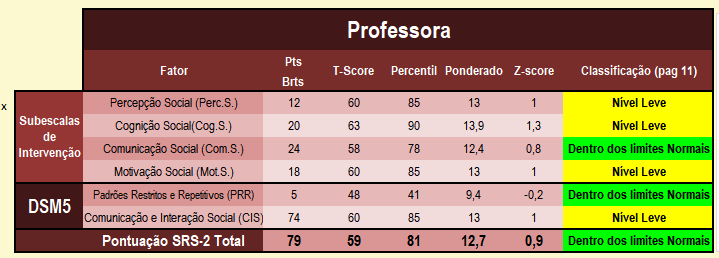 Professora
Fator Pts Brts T-Score Percentil Ponderado Z-score Classificação (pag 11)
x
Subescalas de Intervenção
Percepção Social (Perc.S.) 12 60 85 13 1 Nivel Leve
Cognição Social(Cog.S.) 20 63 90 13,9 1,3 Nivel Leve
Comunicação Social (Com.S.) 24 58 78 12,4 0,8 Dentro dos limites Normais
Motivação Social (Mot.S.) 18 60 85 13 1 Nivel Leve
DSM5
Padrões Restritos e Repetitivos (PRR) 5 48 41 9,4 -0,2 Dentro dos limites Normais
Comunicação e Interação Social (CIS) 74 60 85 13 1 Nivel Leve
Pontuação SRS-2 Total 79 59 81 12,7 0,9 Dentro dos limites Normais